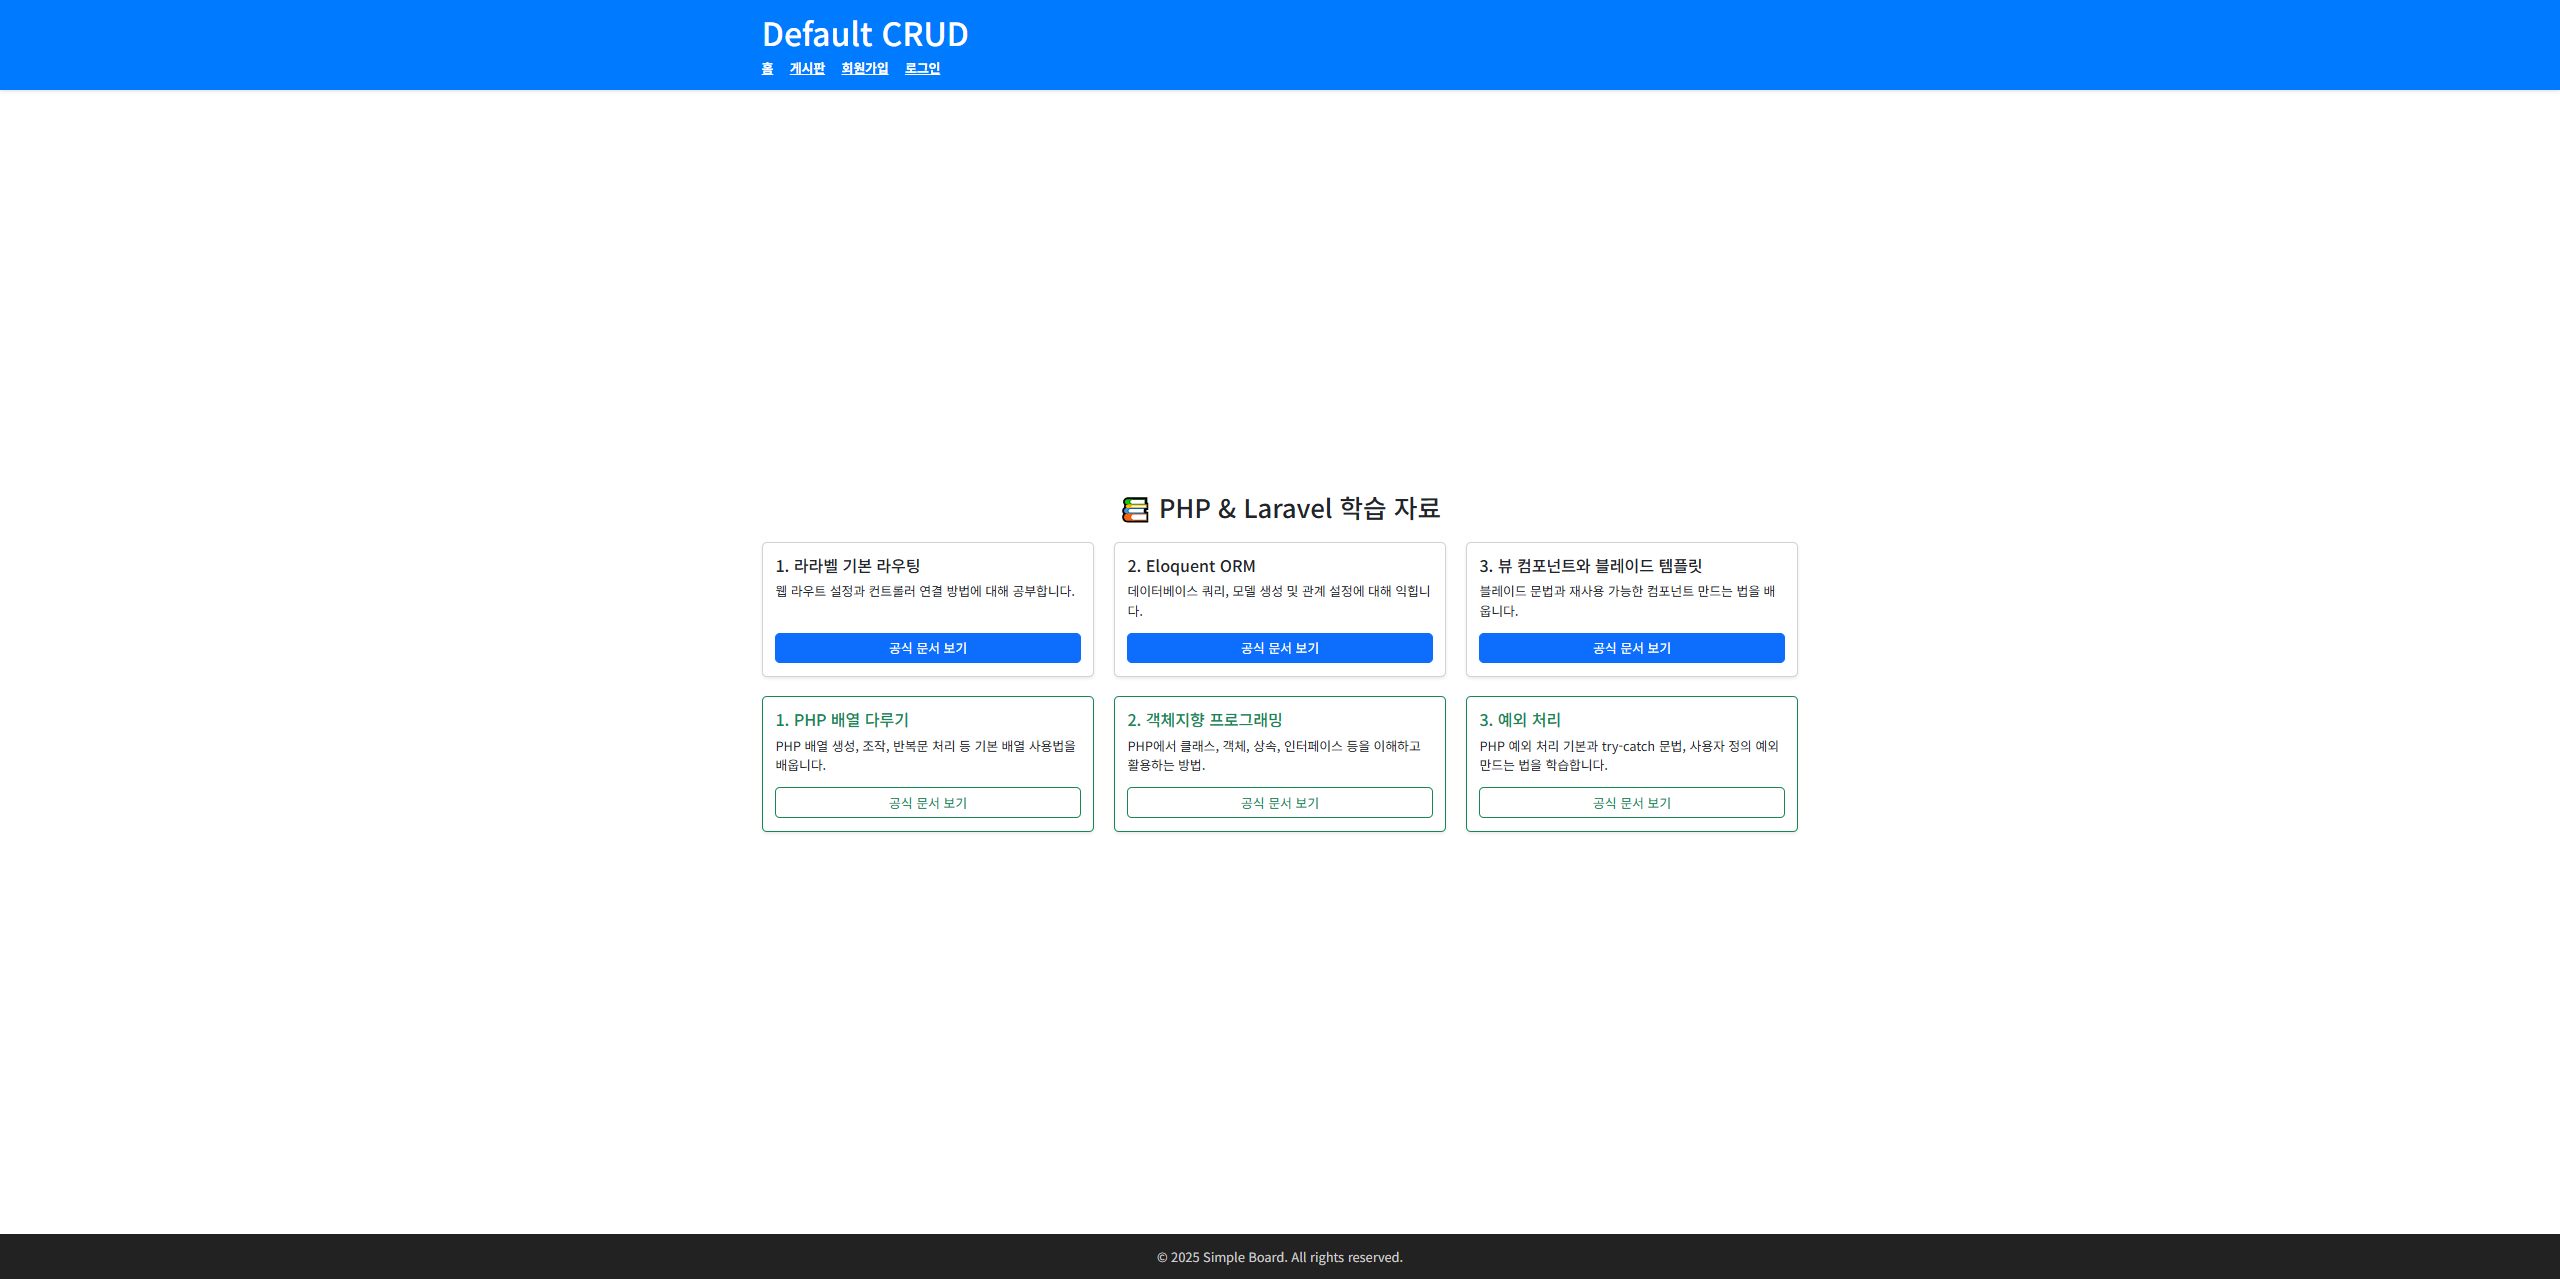 Default CRUD
홈 게시판 회원가입 로그인
📚 PHP & Laravel 학습 자료
1. 라라벨 기본 라우팅
웹 라우트 설정과 컨트롤러 연결 방법에 대해 공부합니다.
공식 문서 보기
2. Eloquent ORM
데이터베이스 쿼리, 모델 생성 및 관계 설정에 대해 익힙니
다.
공식 문서 보기
3. 뷰 컴포넌트와 블레이드 템플릿
블레이드 문법과 재사용 가능한 컴포넌트 만드는 법을 배
웁니다.
공식 문서 보기
1. PHP 배열 다루기
PHP 배열 생성, 조작, 반복문 처리 등 기본 배열 사용법을
배웁니다.
공식 문서 보기
2. 객체지향 프로그래밍
PHP에서 클래스, 객체, 상속, 인터페이스 등을 이해하고
활용하는 방법.
공식 문서 보기
3. 예외 처리
PHP 예외 처리 기본과 try-catch 문법, 사용자 정의 예외
만드는 법을 학습합니다.
공식 문서 보기
© 2025 Simple Board. All rights reserved.